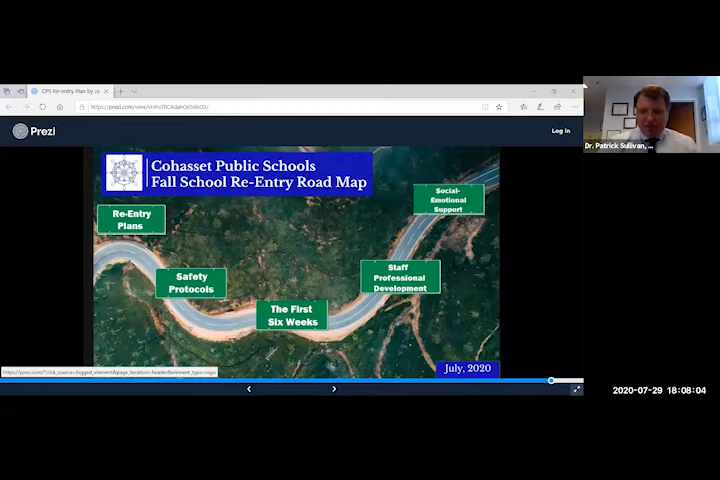 CPS Re-entry Plan by Jo
Prezi
Log in
Cohasset Public Schools
Fall School Re-Entry Road Map
Social-
Emotional
Support
Re-Entry
Plans
Safety
Protocols
Staff
Professional
Development
The First
Six Weeks
July, 2020
Dr. Patrick Sullivan, ...
2020-07-29 18:08:04